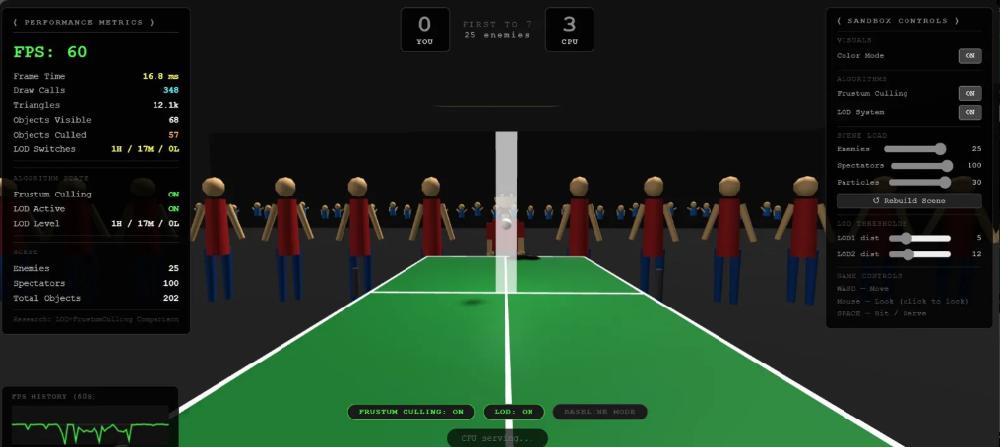 ( PERFORMANCE METRICS )
FPS: 60
Frame Time 16.8 ms
Draw Calls 348
Triangles 12.1k
Objects Visible 68
Objects Culled 57
LOD Switches 1H / 17M / 0L
ALGORITHM STATE
Frustum Culling ON
LOD Active ON
LOD Level 1H / 17M / 0L
SCENE
Enemies 25
Spectators 100
Total Objects 202
Research: LOD+FrustumCulling Comparison
FPS HISTORY (60S)
0
YOU
FIRST TO 7
25 enemies
3
CPU
FRUSTUM CULLING: ON
LOD: ON
BASELINE MODE
CPU serving...
( SANDBOX CONTROLS )
VISUALS
Color Mode ON
ALGORITHMS
Frustum Culling ON
LOD System ON
SCENE LOAD
Enemies 25
Spectators 100
Particles 30
↺ Rebuild Scene
LOD THRESHOLDS
LOD1 dist 5
LOD2 dist 12
GAME CONTROLS
WASD — Move
Mouse — Look (click to lock)
SPACE — Hit / Serve